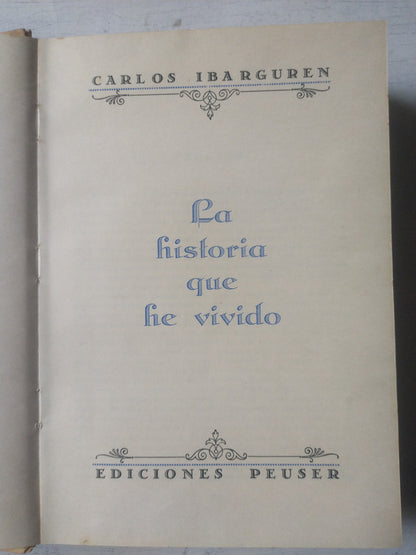 CARLOS IBARGUREN
La
historia
que
he vivido
EDICIONES PEUSER